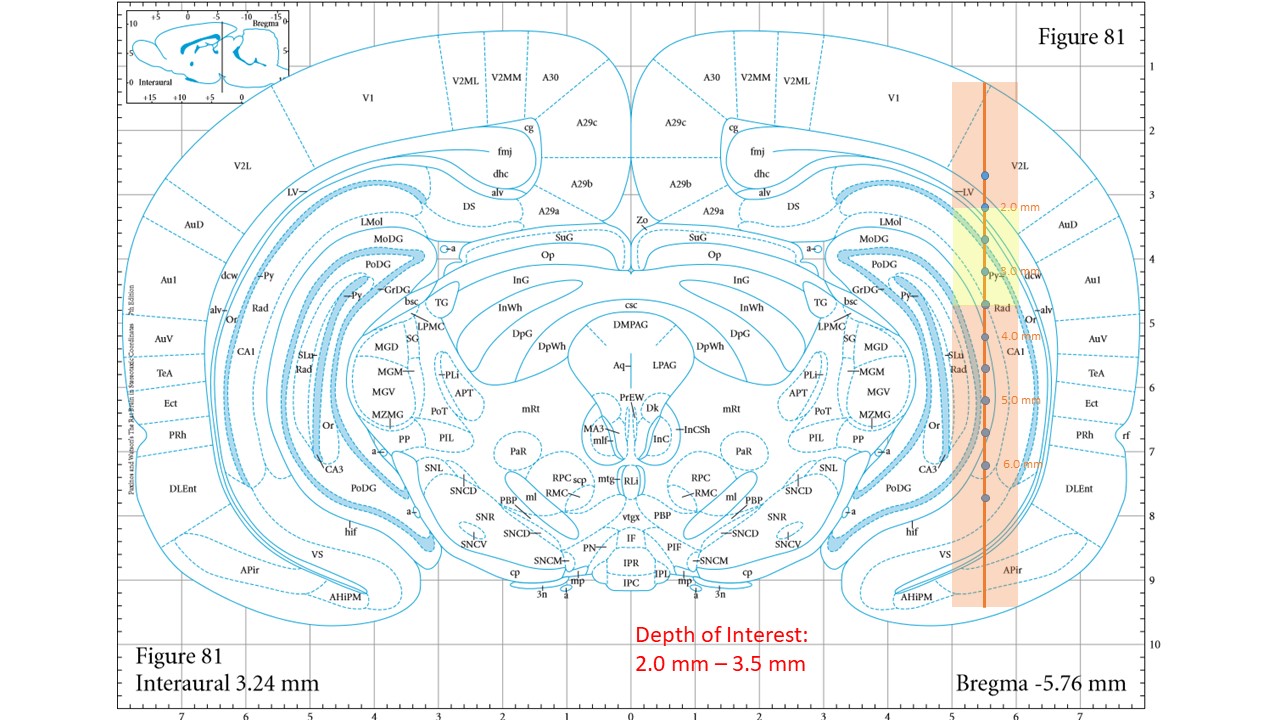 Figure 81
+5 0 -5 -10 -15
Bregma
-10 0
-5 5
-0 Interaural
+15 +10 +5 0
1
2
3
4
5
6
7
8
9
10
V2ML V2MM A30
V1
A29c
cg
fmj
V2L
dhc
A29b
LV
alv
DS
A29a
AuD
LMol
Zo
MoDG
SuG
a
Op
PoDG
Au1
dcw
Py
GrDG
InG
Py
bsc
TG
alv
Or
Rad
InWh
csc
LPMC
DMPAG
SG
DpG
AuV
MGD
DpWh
CA1
SLu
Rad
MGM
PLi
Aq
LPAG
TeA
MGV
APT
PrEW
Ect
MZMG
PoT
mRt
Dk
Or
MA3
InCSh
PRh
PP
PIL
mlf
InC
a
PaR
CA3
SNL
RPC
scp
mtg
RLi
DLEnt
PoDG
SNCD
RMC
PBP
ml
a
SNR
vtgx
PBP
hif
SNCD
IF
SNCV
PN
PIF
VS
SNCM
IPR
APir
cp
mp
IPC
IPL
AHiPM
3n
a
A30 V2MM V2ML
V1
A29c
cg
fmj
V2L
dhc
A29b
LV
alv
A29a
DS
2.0 mm
LMol
AuD
SuG
MoDG
a
Op
PoDG
3.0 mm
Py
dcw
Au1
InG
GrDG
Py
TG
bsc
Rad
alv
InWh
Or
LPMC
DpG
SG
4.0 mm
AuV
DpWh
MGD
SLu
CA1
Rad
PLi
MGM
TeA
APT
MGV
5.0 mm
Ect
mRt
PoT
MZMG
Or
PIL
PP
PRh
rf
PaR
a
6.0 mm
SNL
CA3
RPC
RMC
SNCD
PoDG
DLEnt
ml
PBP
a
SNR
SNCD
hif
SNCV
SNCM
VS
cp
APir
mp
AHiPM
a
3n
Paxinos and Watson's The Rat Brain in Stereotaxic Coordinates 7th Edition
Depth of Interest:
2.0 mm – 3.5 mm
Figure 81
Interaural 3.24 mm
Bregma -5.76 mm
7 6 5 4 3 2 1 0 1 2 3 4 5 6 7